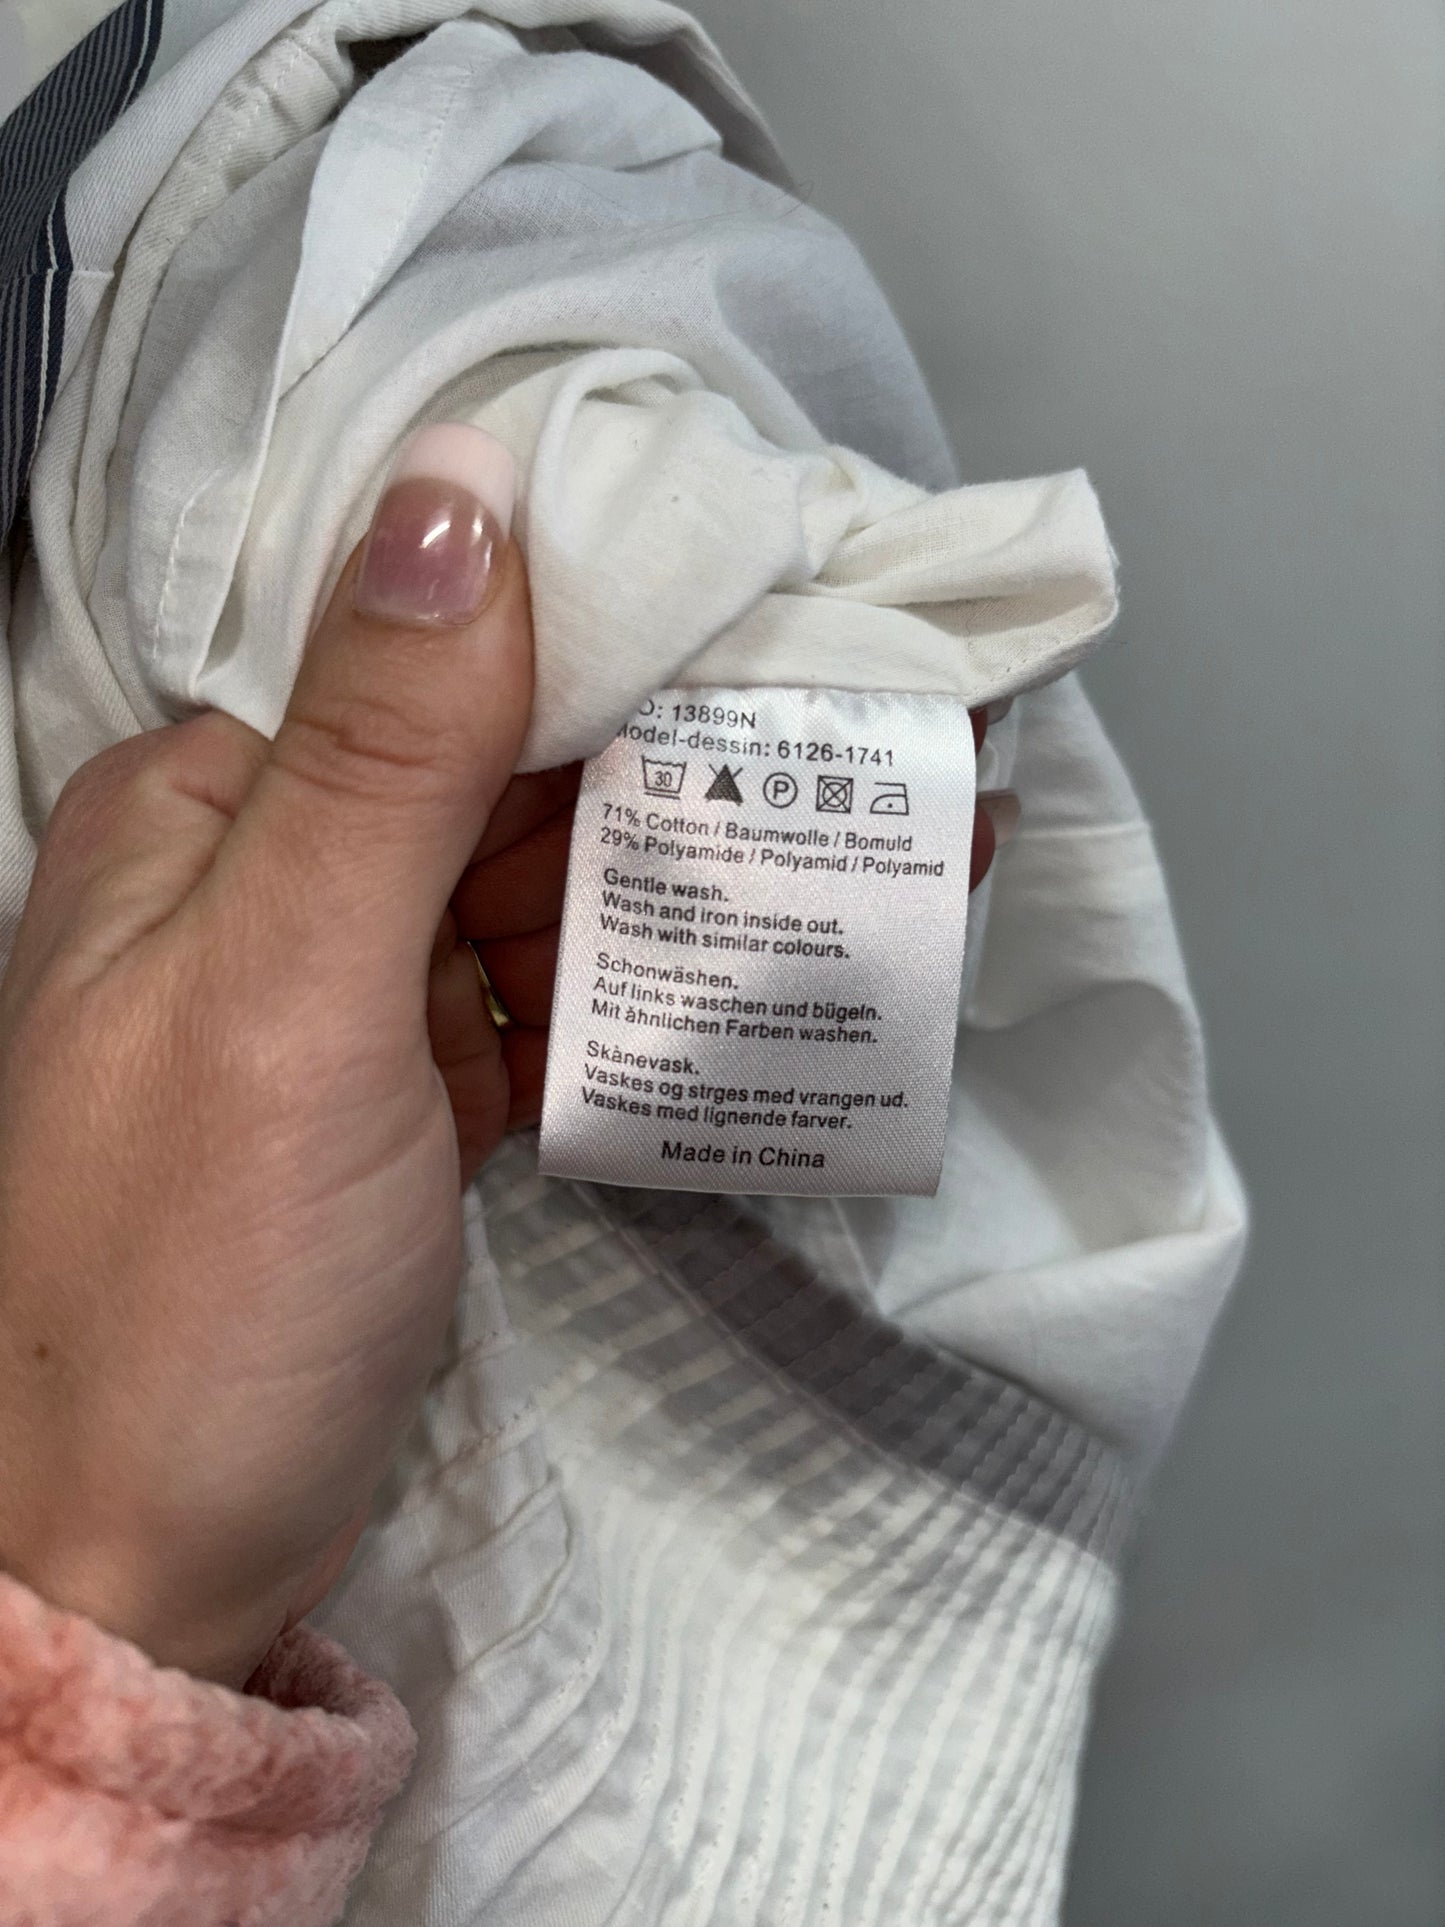 O: 13899N
Model-dessin: 6126-1741
30 P
71% Cotton / Baumwolle / Bomuld
29% Polyamide / Polyamid / Polyamid
Gentle wash.
Wash and iron inside out.
Wash with similar colours.
Schonwäshen.
Auf links waschen und bügeln.
Mit ähnlichen Farben washen.
Skånevask.
Vaskes og strges med vrangen ud.
Vaskes med lignende farver.
Made in China